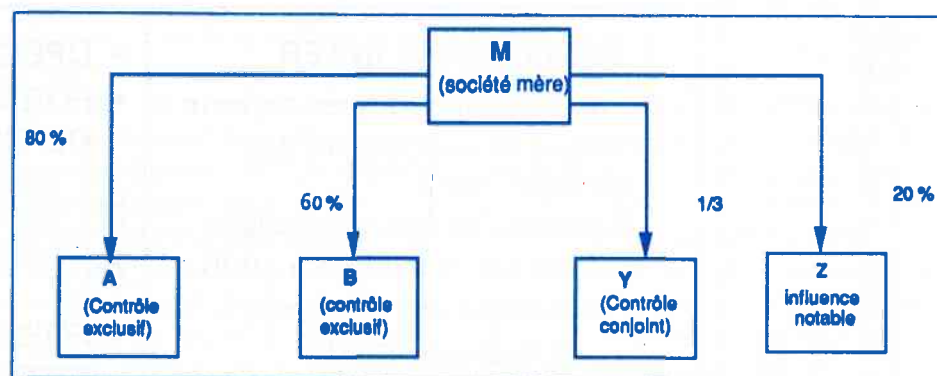 M
(société mère)
80 %
60 %
1/3
20 %
A
(Contrôle
exclusif)
B
(contrôle
exclusif)
Y
(Contrôle
conjoint)
Z
influence
notable